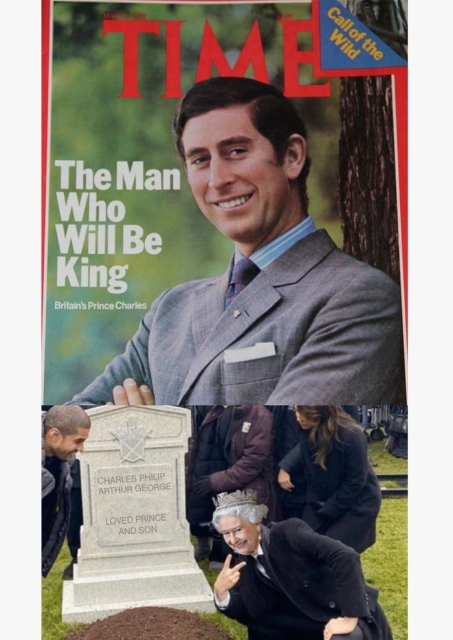 TIME
Call of the
Wild
The Man
Who
Will Be
King
Britain's Prince Charles
CHARLES PHILIP
ARTHUR GEORGE
LOVED PRINCE
AND SON